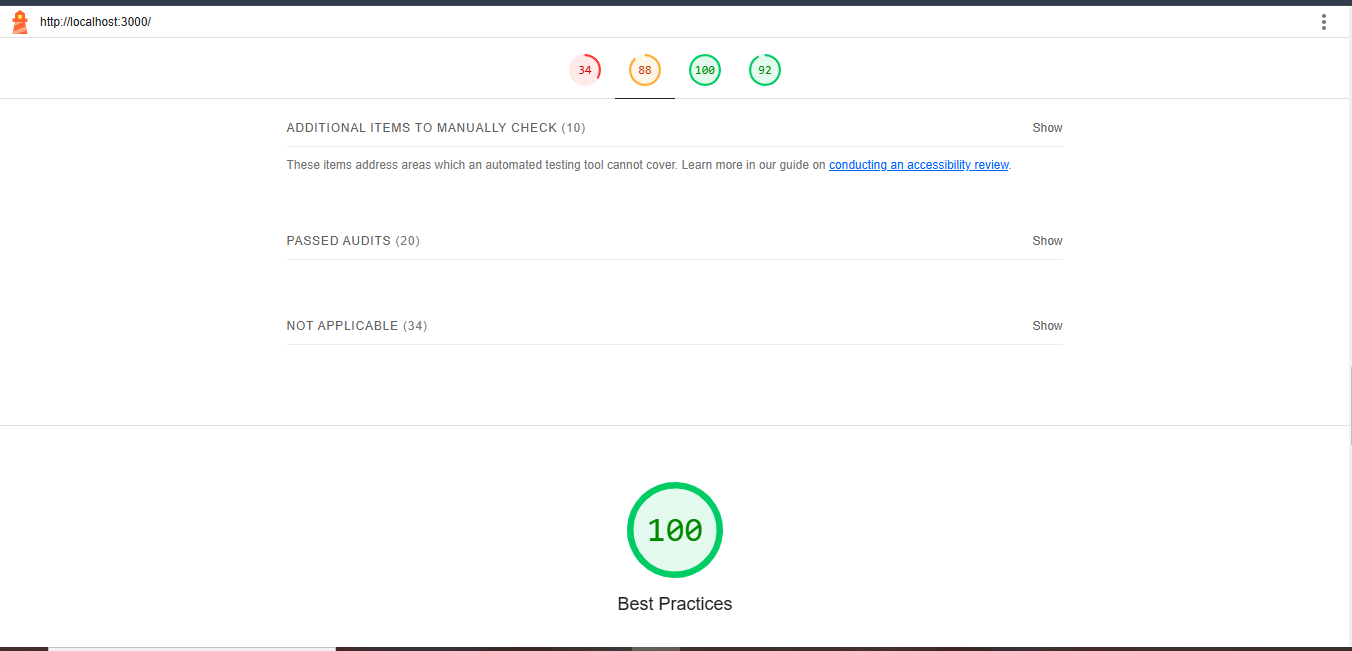 http://localhost:3000/
34 88 100 92
ADDITIONAL ITEMS TO MANUALLY CHECK (10) Show
These items address areas which an automated testing tool cannot cover. Learn more in our guide on conducting an accessibility review.
PASSED AUDITS (20) Show
NOT APPLICABLE (34) Show
100
Best Practices